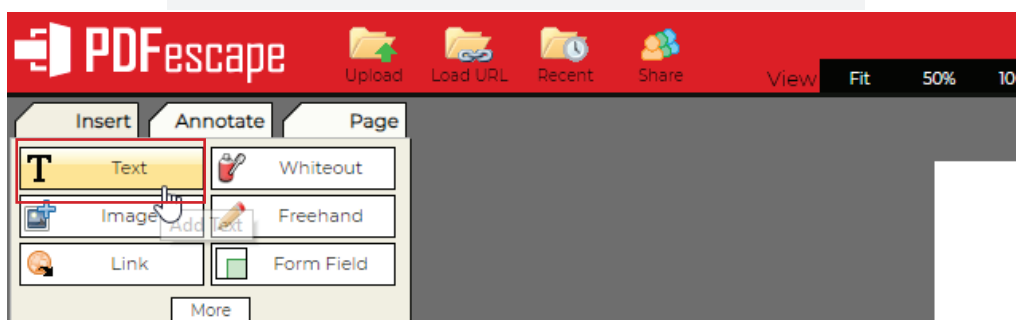 PDFescape
Upload Load URL Recent Share View Fit 50% 10
Insert Annotate Page
T Text Whiteout
Image Freehand
Add Text
Link Form Field
More